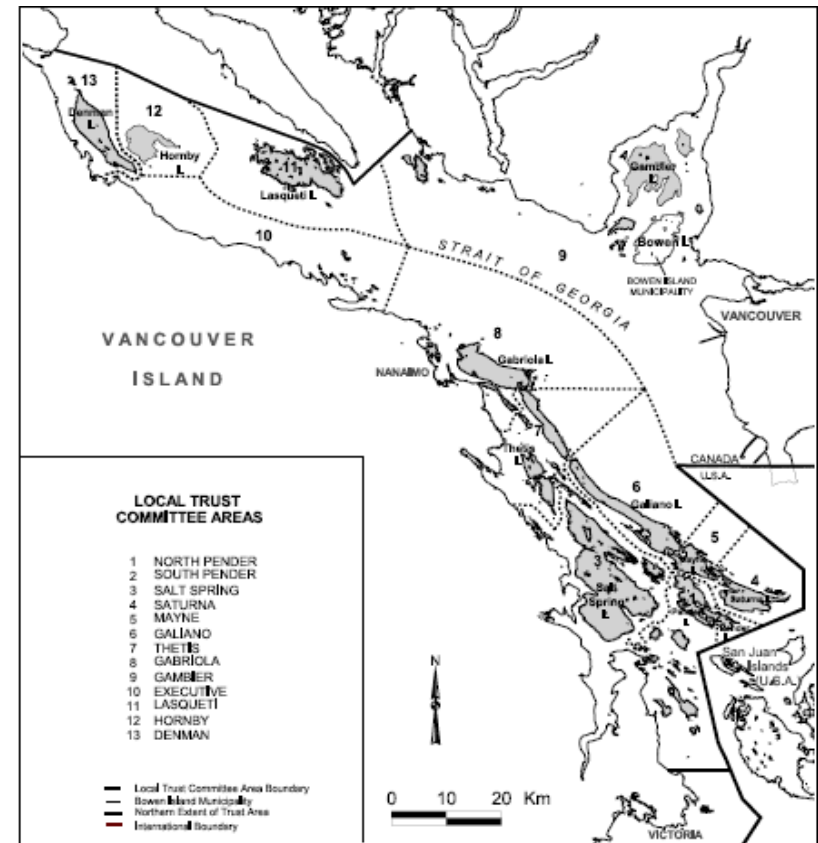 13
Denman
I.
12
Hornby
I.
11
Lasqueti I.
10
STRAIT OF GEORGIA
9
Gambier
I.
Bowen I.
BOWEN ISLAND
MUNICIPALITY
VANCOUVER
VANCOUVER
ISLAND
8
Gabriola I.
NANAIMO
7
Thetis
I.
CANADA
U.S.A.
6
Galiano I.
5
Mayne
4
Saturna
3
Salt
Spring
I.
San Juan
Islands
(U.S.A.)
LOCAL TRUST
COMMITTEE AREAS
1 NORTH PENDER
2 SOUTH PENDER
3 SALT SPRING
4 SATURNA
5 MAYNE
6 GALIANO
7 THETIS
8 GABRIOLA
9 GAMBIER
10 EXECUTIVE
11 LASQUETI
12 HORNBY
13 DENMAN
Local Trust Committee Area Boundary
Bowen Island Municipality
Northern Extent of Trust Area
International Boundary
N
0 10 20 Km
VICTORIA